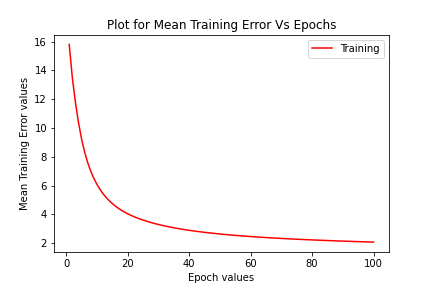 Plot for Mean Training Error Vs Epochs
Training
Mean Training Error values
16
14
12
10
8
6
4
2
0 20 40 60 80 100
Epoch values